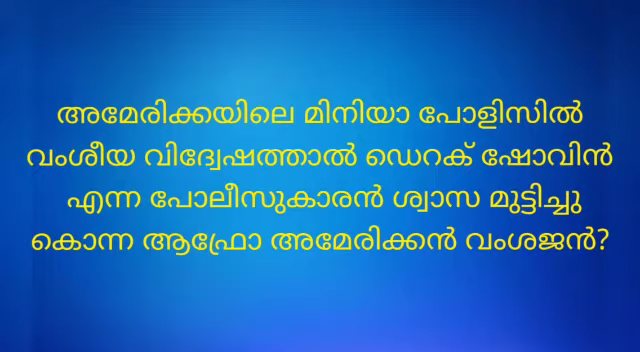 അമേരിക്കയിലെ മിനിയാ പോളിസിൽ
വംശീയ വിദ്വേഷത്താൽ ഡെറക് ഷോവിൻ
എന്ന പോലീസുകാരൻ ശ്വാസ മുട്ടിച്ചു
കൊന്ന ആഫ്രോ അമേരിക്കൻ വംശജൻ?